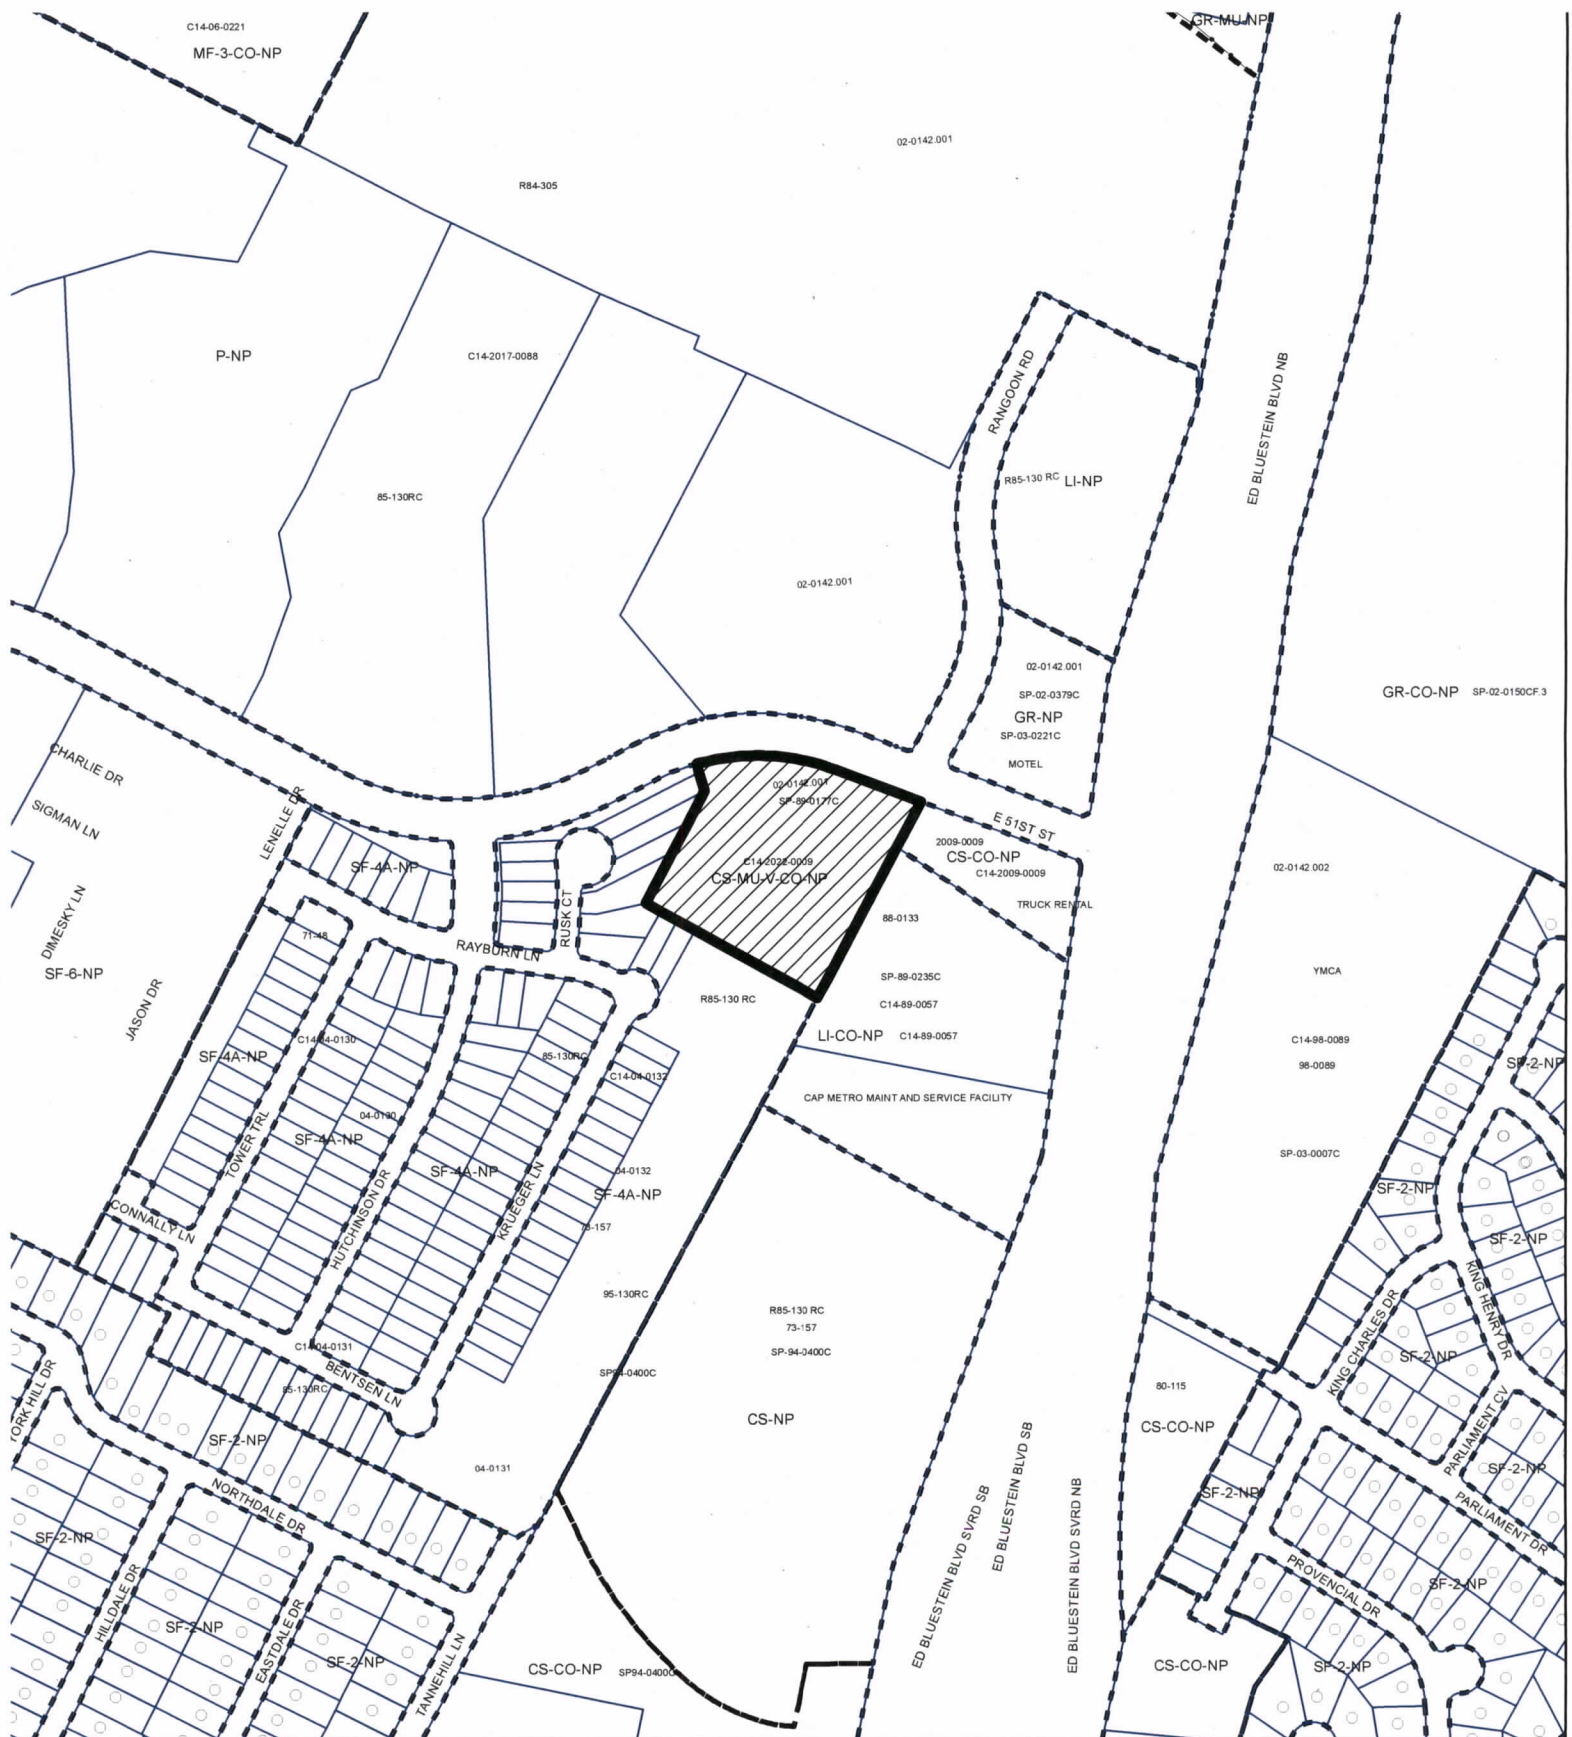 C14-06-0221
MF-3-CO-NP
GR-MU-NP
02-0142.001
R84-305
P-NP
C14-2017-0088
RANGOON RD
ED BLUESTEIN BLVD NB
85-130RC
R85-130 RC
LI-NP
02-0142.001
02-0142.001
SP-02-0379C
GR-NP
SP-03-0221C
MOTEL
GR-CO-NP
SP-02-0150CF.3
CHARLIE DR
SIGMAN LN
LENELLE DR
02-0142.001
SP-89-0177C
E 51ST ST
2009-0009
CS-CO-NP
C14-2009-0009
C14-2022-0009
CS-MU-V-CO-NP
02-0142.002
SF-4A-NP
TRUCK RENTAL
88-0133
DIMESKY LN
RUSK CT
71-48
RAYBURN LN
SF-6-NP
YMCA
SP-89-0235C
JASON DR
R85-130 RC
C14-89-0057
LI-CO-NP
C14-89-0057
C14-04-0130
C14-98-0089
SF-4A-NP
85-130RC
98-0089
SF-2-NP
C14-04-0132
CAP METRO MAINT AND SERVICE FACILITY
04-0130
TOWER TRL
SF-4A-NP
SP-03-0007C
SF-4A-NP
04-0132
SF-4A-NP
SF-2-NP
KRUEGER LN
HUTCHINSON DR
CONNALLY LN
73-157
SF-2-NP
95-130RC
R85-130 RC
73-157
KING HENRY DR
KING CHARLES DR
C14-04-0131
SP-94-0400C
SF-2-NP
SP94-0400C
BENTSEN LN
85-130RC
80-115
YORK HILL DR
CS-NP
CS-CO-NP
PARLIAMENT CV
SF-2-NP
04-0131
SF-2-NP
SF-2-NP
NORTHDALE DR
PARLIAMENT DR
SF-2-NP
ED BLUESTEIN BLVD SVRD SB
ED BLUESTEIN BLVD SB
ED BLUESTEIN BLVD SVRD NB
PROVENCIAL DR
SF-2-NP
HILLDALE DR
SF-2-NP
EASTDALE DR
SF-2-NP
TANNEHILL LN
CS-CO-NP
SP94-0400C
CS-CO-NP
SF-2-NP